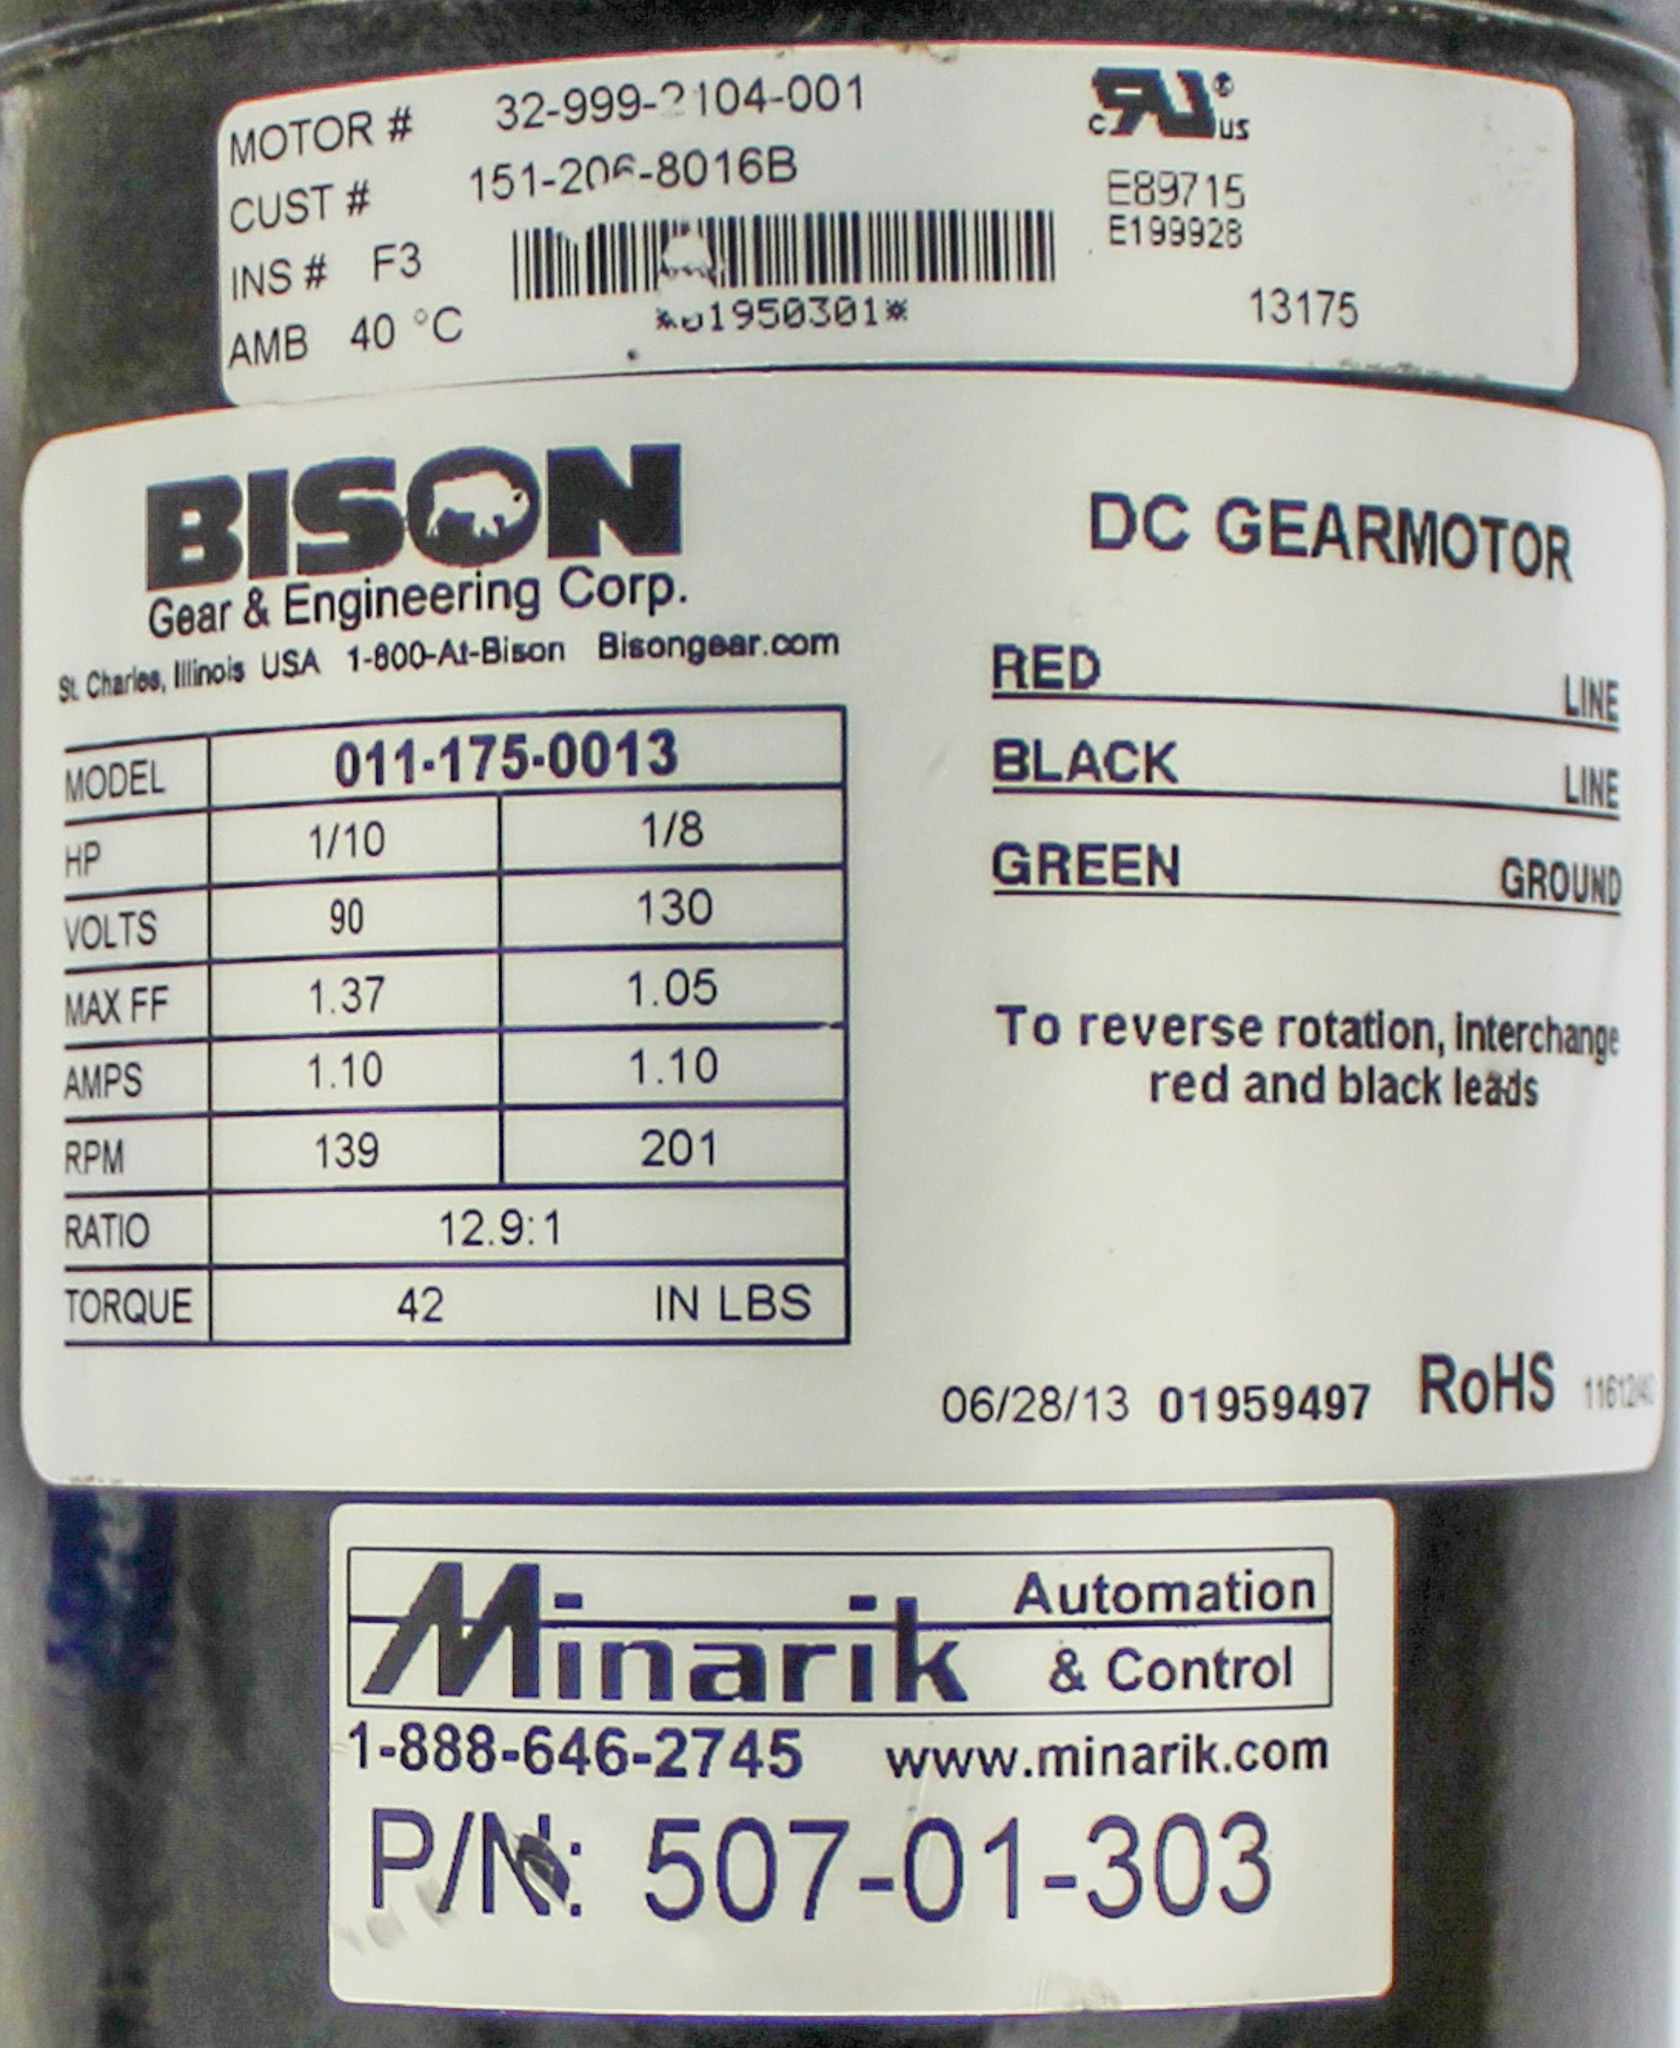 MOTOR # 32-999-2104-001
CUST # 151-206-8016B
INS # F3
AMB 40 °C
*01950301*
c RU ® US
E89715
E199928
13175
BISON
Gear & Engineering Corp.
St. Charles, Illinois USA 1-800-At-Bison Bisongear.com
MODEL 011-175-0013
HP 1/10 1/8
VOLTS 90 130
MAX FF 1.37 1.05
AMPS 1.10 1.10
RPM 139 201
RATIO 12.9:1
TORQUE 42 IN LBS
DC GEARMOTOR
RED LINE
BLACK LINE
GREEN GROUND
To reverse rotation, interchange
red and black leads
06/28/13 01959497 RoHS
Minarik Automation
& Control
1-888-646-2745 www.minarik.com
P/N: 507-01-303